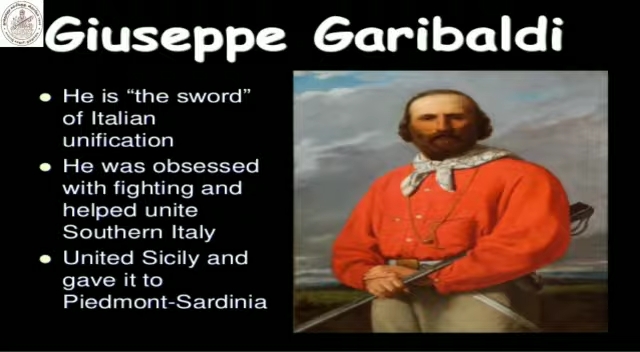 Giuseppe Garibaldi
He is “the sword”
of Italian
unification
He was obsessed
with fighting and
helped unite
Southern Italy
United Sicily and
gave it to
Piedmont-Sardinia